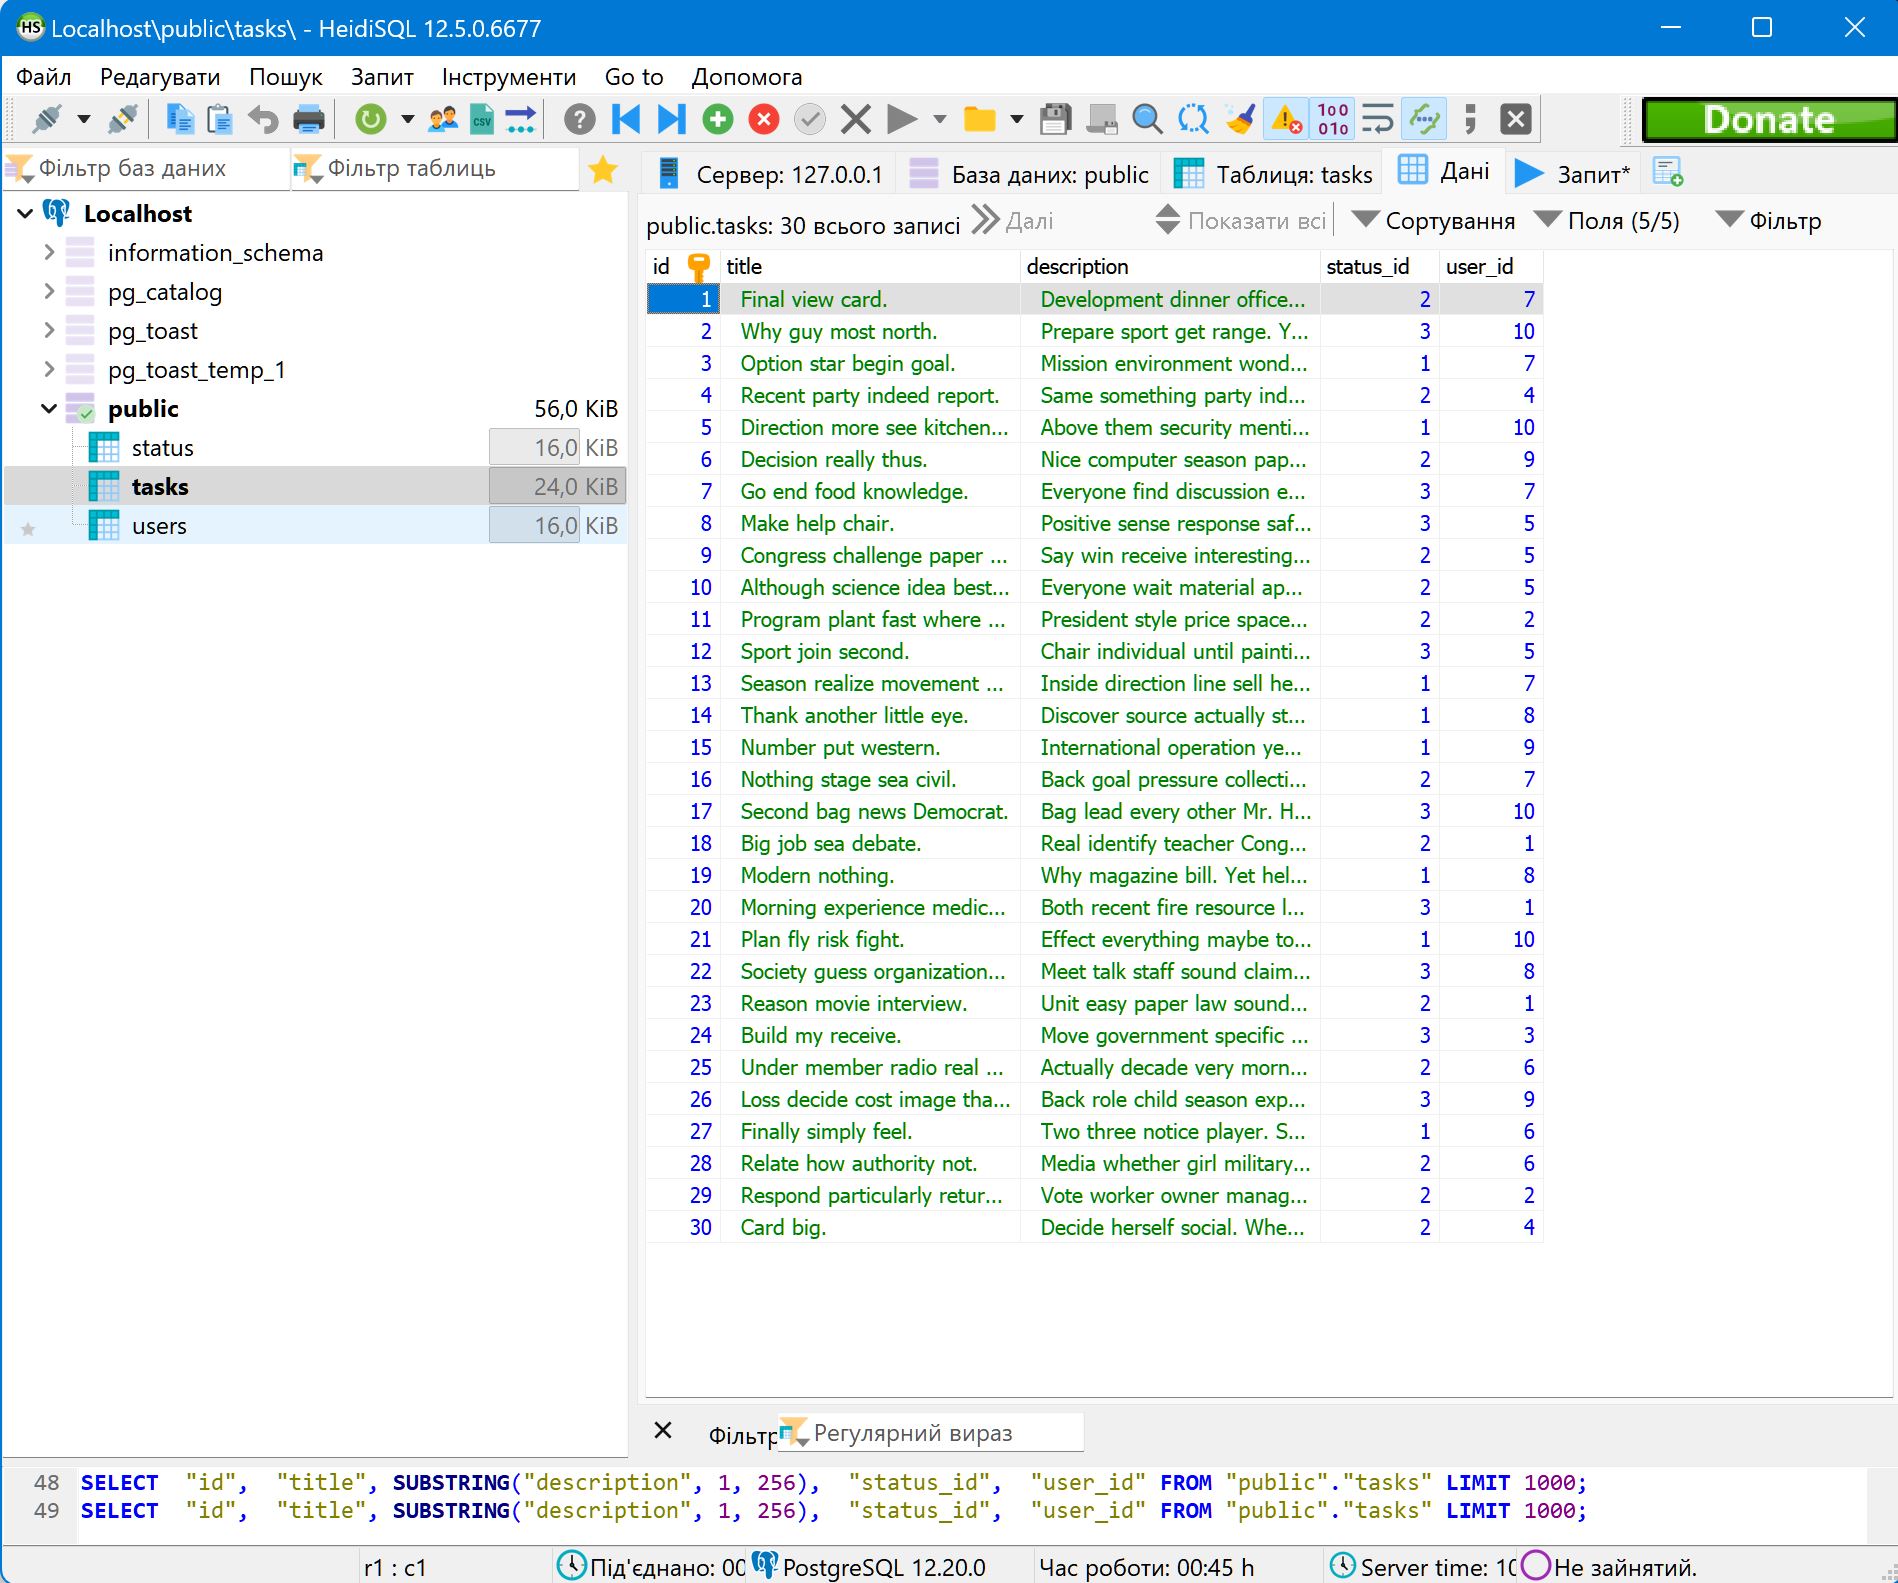 HS Localhost\public\tasks\ - HeidiSQL 12.5.0.6677
Файл Редагувати Пошук Запит Інструменти Go to Допомога
CSV 100 010 Donate
Фільтр баз даних Фільтр таблиць
Сервер: 127.0.0.1 База даних: public Таблиця: tasks Дані Запит*
Localhost
information_schema
pg_catalog
pg_toast
pg_toast_temp_1
public 56,0 KiB
status 16,0 KiB
tasks 24,0 KiB
users 16,0 KiB
public.tasks: 30 всього записі Далі Показати всі Сортування Поля (5/5) Фільтр
id title description status_id user_id
1 Final view card. Development dinner office... 2 7
2 Why guy most north. Prepare sport get range. Y... 3 10
3 Option star begin goal. Mission environment wond... 1 7
4 Recent party indeed report. Same something party ind... 2 4
5 Direction more see kitchen... Above them security menti... 1 10
6 Decision really thus. Nice computer season pap... 2 9
7 Go end food knowledge. Everyone find discussion e... 3 7
8 Make help chair. Positive sense response saf... 3 5
9 Congress challenge paper ... Say win receive interesting... 2 5
10 Although science idea best... Everyone wait material ap... 2 5
11 Program plant fast where ... President style price space... 2 2
12 Sport join second. Chair individual until painti... 3 5
13 Season realize movement ... Inside direction line sell he... 1 7
14 Thank another little eye. Discover source actually st... 1 8
15 Number put western. International operation ye... 1 9
16 Nothing stage sea civil. Back goal pressure collecti... 2 7
17 Second bag news Democrat. Bag lead every other Mr. H... 3 10
18 Big job sea debate. Real identify teacher Cong... 2 1
19 Modern nothing. Why magazine bill. Yet hel... 1 8
20 Morning experience medic... Both recent fire resource l... 3 1
21 Plan fly risk fight. Effect everything maybe to... 1 10
22 Society guess organization... Meet talk staff sound claim... 3 8
23 Reason movie interview. Unit easy paper law sound... 2 1
24 Build my receive. Move government specific ... 3 3
25 Under member radio real ... Actually decade very morn... 2 6
26 Loss decide cost image tha... Back role child season exp... 3 9
27 Finally simply feel. Two three notice player. S... 1 6
28 Relate how authority not. Media whether girl military... 2 6
29 Respond particularly retur... Vote worker owner manag... 2 2
30 Card big. Decide herself social. Whe... 2 4
Фільтр Регулярний вираз
48 SELECT "id", "title", SUBSTRING("description", 1, 256), "status_id", "user_id" FROM "public"."tasks" LIMIT 1000;
49 SELECT "id", "title", SUBSTRING("description", 1, 256), "status_id", "user_id" FROM "public"."tasks" LIMIT 1000;
r1 : c1 Під'єднано: 00 PostgreSQL 12.20.0 Час роботи: 00:45 h Server time: 10 Не зайнятий.